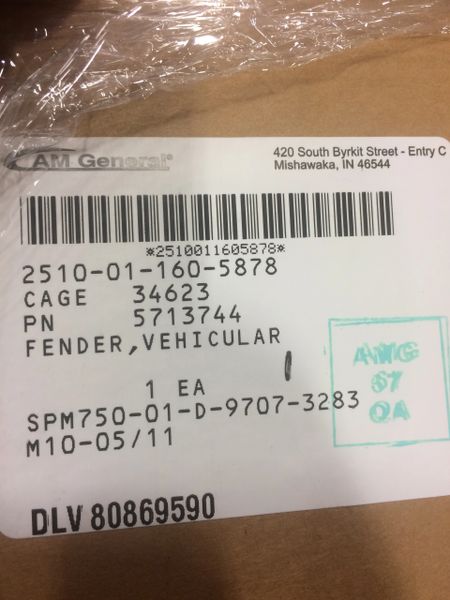 AM General®
420 South Byrkit Street - Entry C
Mishawaka, IN 46544
*2510011605878*
2510-01-160-5878
CAGE 34623
PN 5713744
FENDER,VEHICULAR
1 EA
SPM750-01-D-9707-3283
M10-05/11
AMG
67
QA
DLV 80869590